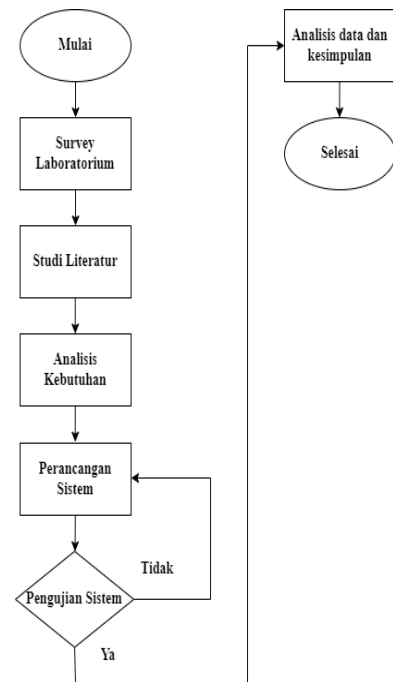 Mulai
Survey
Laboratorium
Studi Literatur
Analisis
Kebutuhan
Perancangan
Sistem
Pengujian Sistem
Tidak
Ya
Analisis data dan
kesimpulan
Selesai